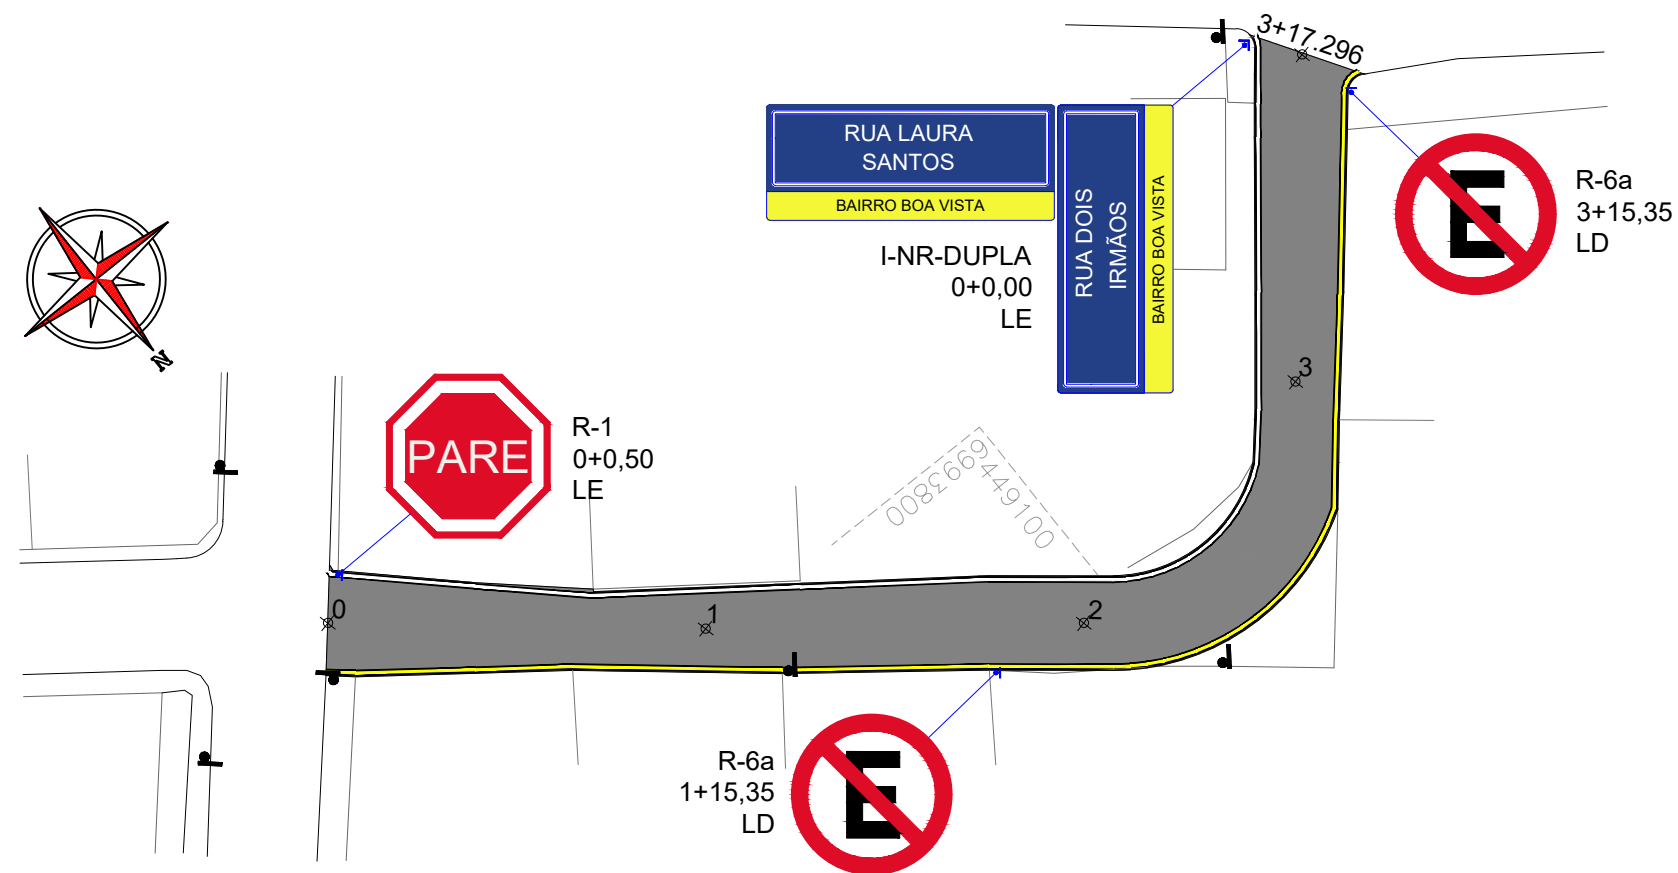 3+17.296
RUA LAURA
SANTOS
BAIRRO BOA VISTA
RUA DOIS
IRMÃOS
BAIRRO BOA VISTA
I-NR-DUPLA
0+0,00
LE
E
R-6a
3+15,35
LD
N
PARE
R-1
0+0,50
LE
3
6993800
449100
0
1
2
R-6a
1+15,35
LD
E